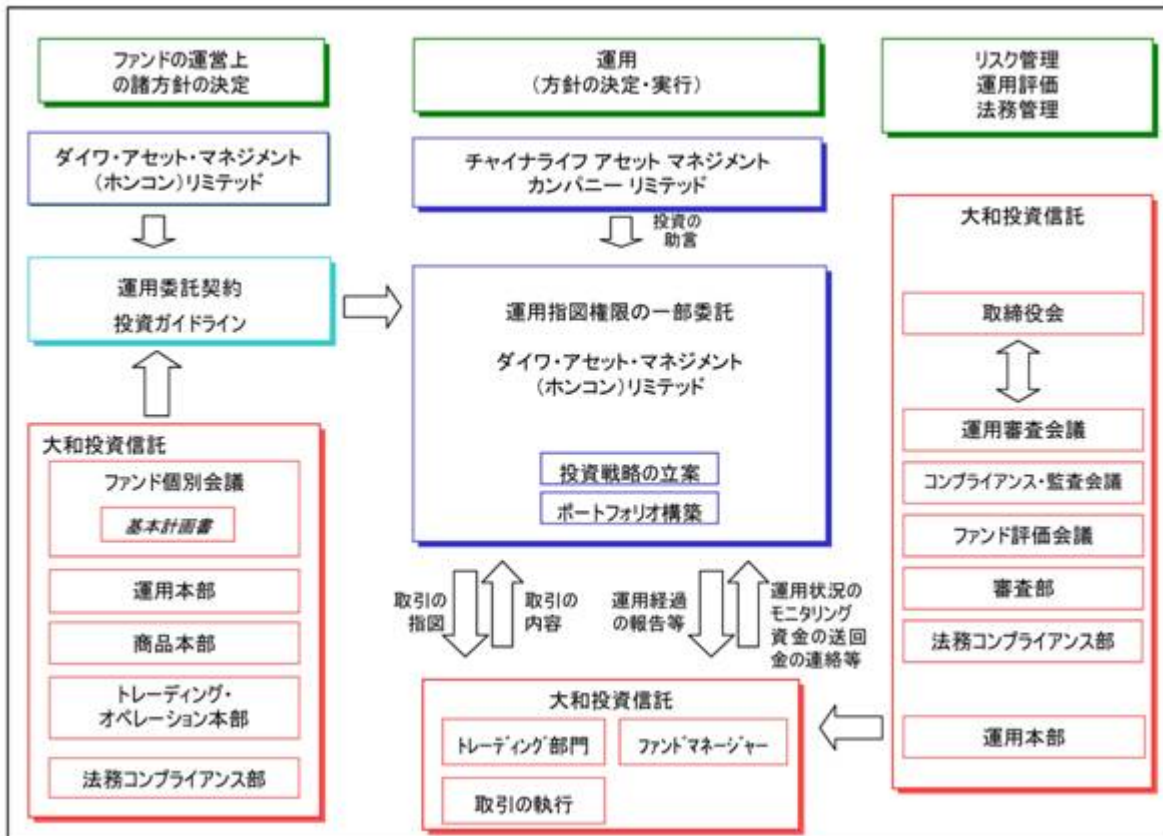 ファンドの運営上
の諸方針の決定
ダイワ・アセット・マネジメント
(ホンコン)リミテッド
運用委託契約
投資ガイドライン
大和投資信託
ファンド個別会議
基本計画書
運用本部
商品本部
トレーディング・
オペレーション本部
法務コンプライアンス部
運用
(方針の決定・実行)
チャイナライフ アセット マネジメント
カンパニー リミテッド
投資の
助言
運用指図権限の一部委託
ダイワ・アセット・マネジメント
(ホンコン)リミテッド
投資戦略の立案
ポートフォリオ構築
取引の
指図
取引の
内容
運用経過
の報告等
運用状況の
モニタリング
資金の送回
金の連絡等
大和投資信託
トレーディング部門
ファンドマネージャー
取引の執行
リスク管理
運用評価
法務管理
大和投資信託
取締役会
運用審査会議
コンプライアンス・監査会議
ファンド評価会議
審査部
法務コンプライアンス部
運用本部